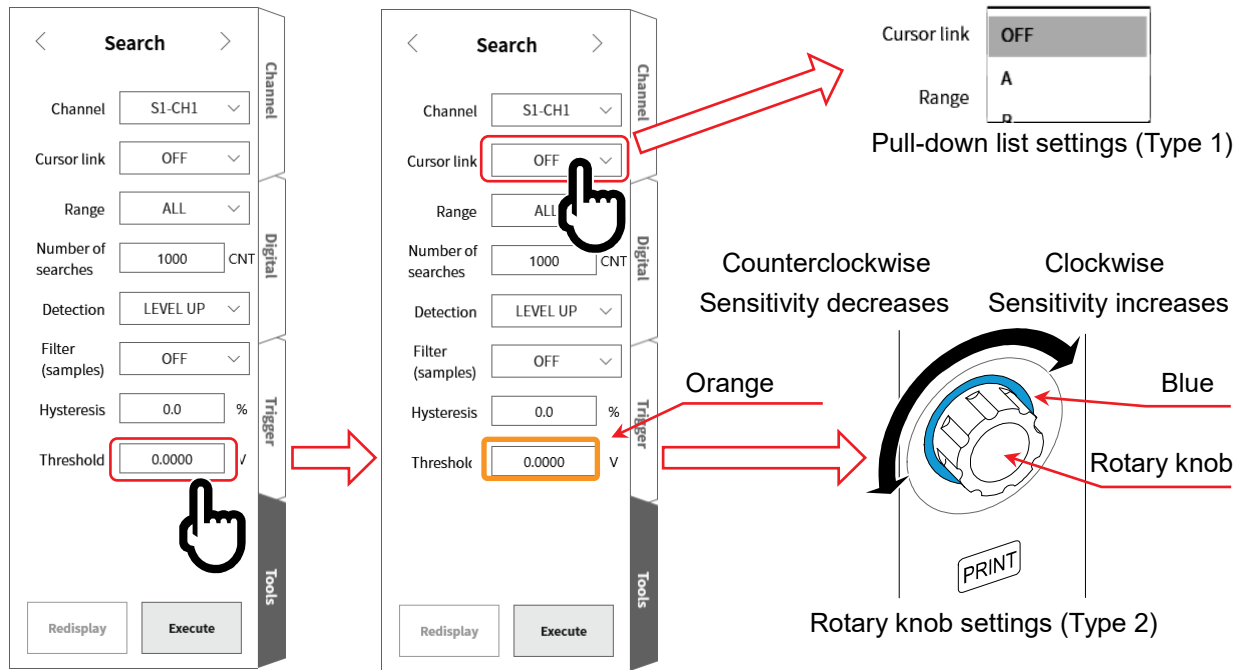 Search
Channel
S1-CH1
Cursor link
OFF
Range
ALL
Number of
searches
1000
CNT
Detection
LEVEL UP
Filter
(samples)
OFF
Hysteresis
0.0
%
Threshold
0.0000
V
Redisplay
Execute
Channel
Digital
Trigger
Tools
Search
Channel
S1-CH1
Cursor link
OFF
Range
ALL
Number of
searches
1000
CNT
Detection
LEVEL UP
Filter
(samples)
OFF
Hysteresis
0.0
%
Threshold
0.0000
V
Redisplay
Execute
Channel
Digital
Trigger
Tools
Cursor link
OFF
A
Range
Pull-down list settings (Type 1)
Counterclockwise
Sensitivity decreases
Clockwise
Sensitivity increases
Orange
Blue
Rotary knob
PRINT
Rotary knob settings (Type 2)